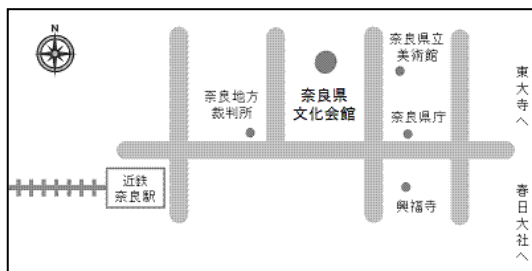 N
奈良県立
美術館
奈良地方
裁判所
奈良県
文化会館
奈良県庁
東大寺へ
近鉄
奈良駅
興福寺
春日大社へ